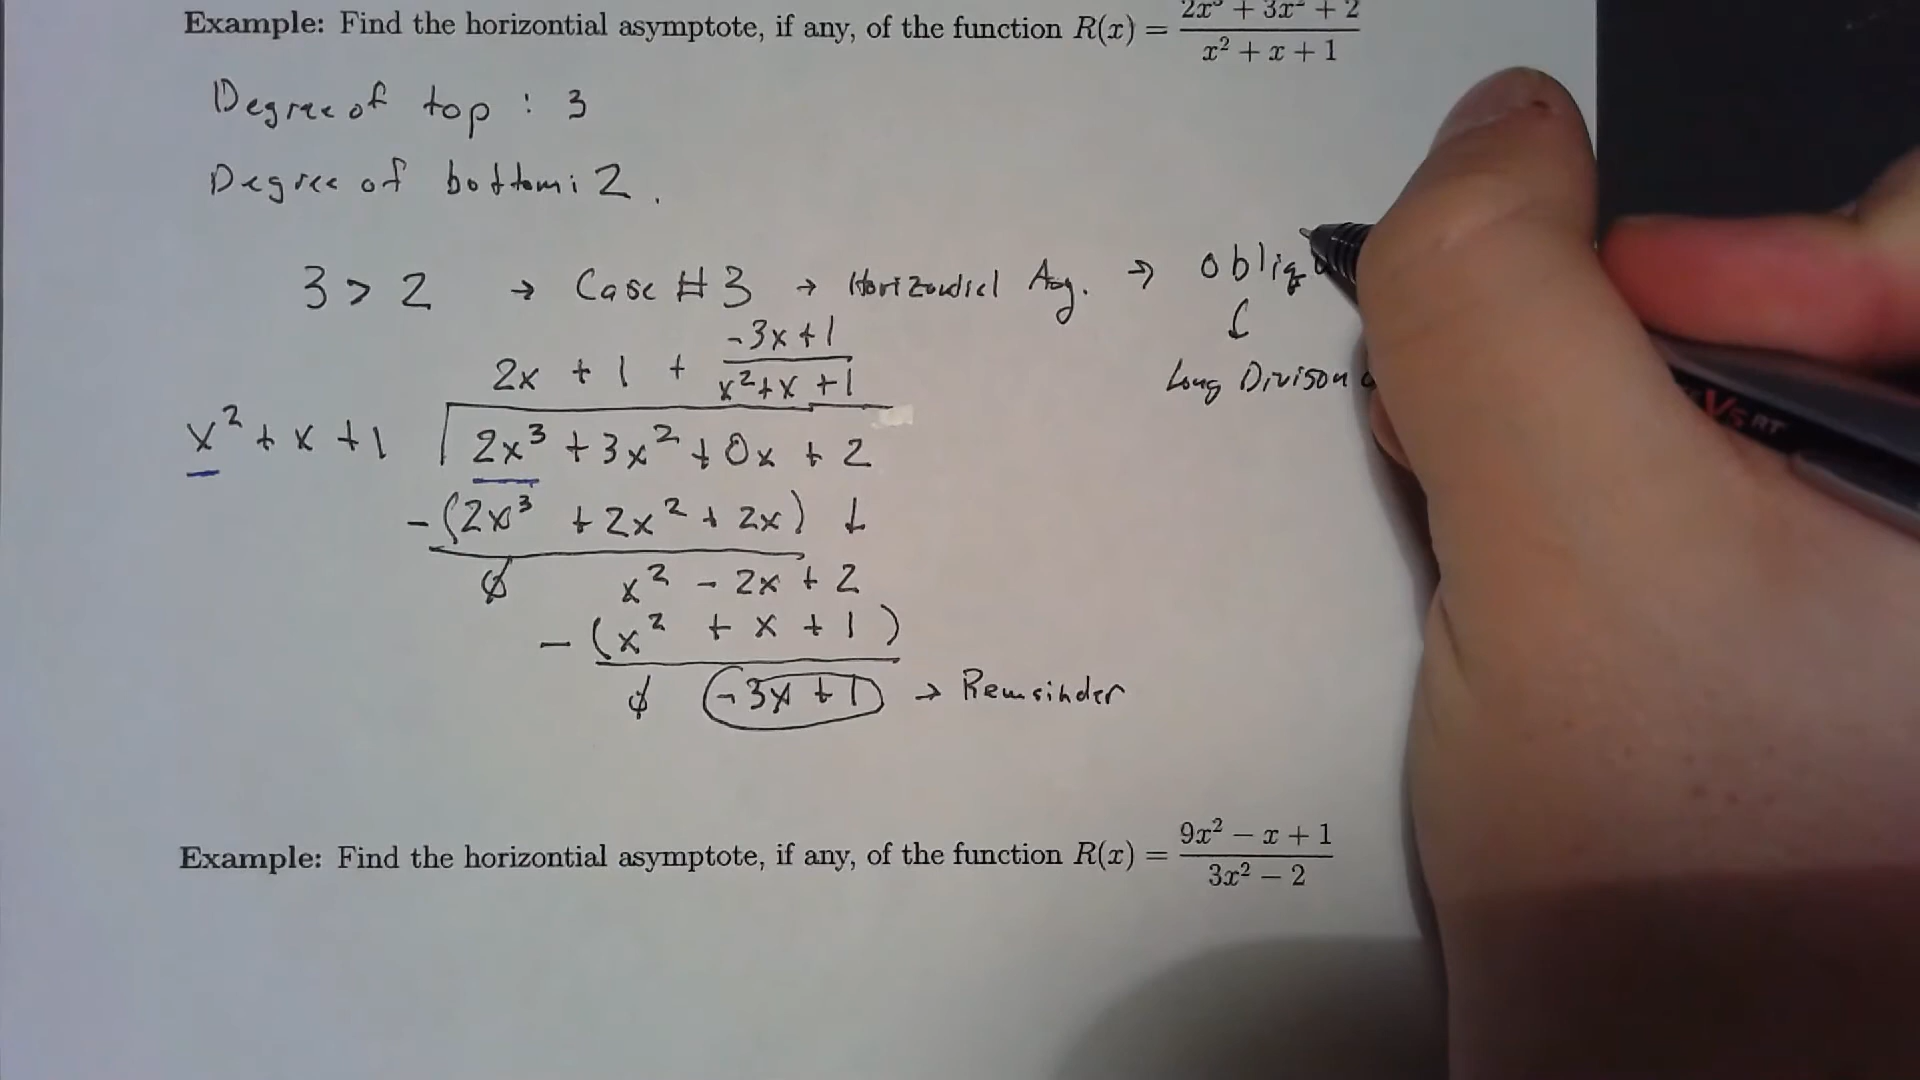 Example: Find the horizontial asymptote, if any, of the function R(x) = (2x³ + 3x² + 2)/(x² + x + 1)
Degree of top : 3
Degree of bottom: 2.
3 > 2 → Case #3 → Horizontial Asy. → Obliq
Long Divison
2x + 1 + (-3x + 1)/(x² + x + 1)
x² + x + 1 2x³ + 3x² + 0x + 2
-(2x³ + 2x² + 2x) ↓
0 x² - 2x + 2
-(x² + x + 1)
0 -3x + 1 → Remainder
Example: Find the horizontial asymptote, if any, of the function R(x) = (9x² − x + 1)/(3x² − 2)
V5 RT